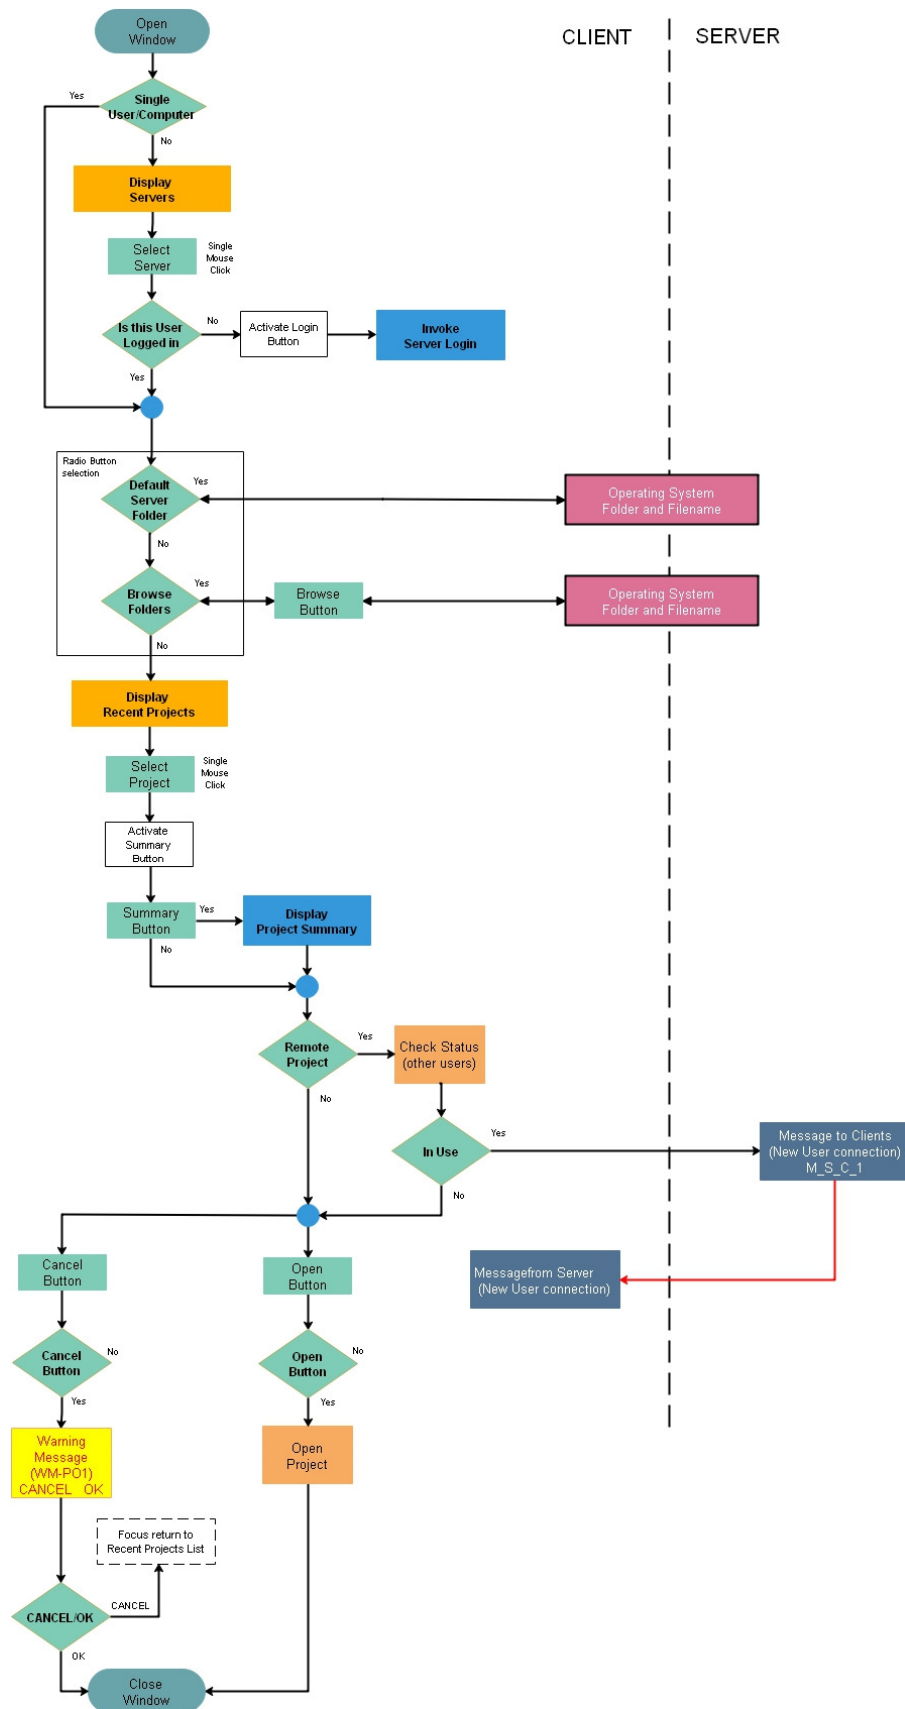 Open
Window
CLIENT
SERVER
Yes
Single
User/Computer
No
Display
Servers
Select
Server
Single
Mouse
Click
Is this User
Logged in
No
Activate Login
Button
Invoke
Server Login
Yes
Radio Button
selection
Default
Server
Folder
Yes
Operating System
Folder and Filename
No
Browse
Folders
Yes
Browse
Button
Operating System
Folder and Filename
No
Display
Recent Projects
Select
Project
Single
Mouse
Click
Activate
Summary
Button
Summary
Button
Yes
Display
Project Summary
No
Remote
Project
Yes
Check Status
(other users)
No
In Use
Yes
Message to Clients
(New User connection)
M_S_C_1
No
Cancel
Button
Open
Button
Messagefrom Server
(New User connection)
Cancel
Button
No
Open
Button
No
Yes
Yes
Warning
Message
(WM-PO1)
CANCEL OK
Open
Project
Focus return to
Recent Projects List
CANCEL/OK
CANCEL
OK
Close
Window